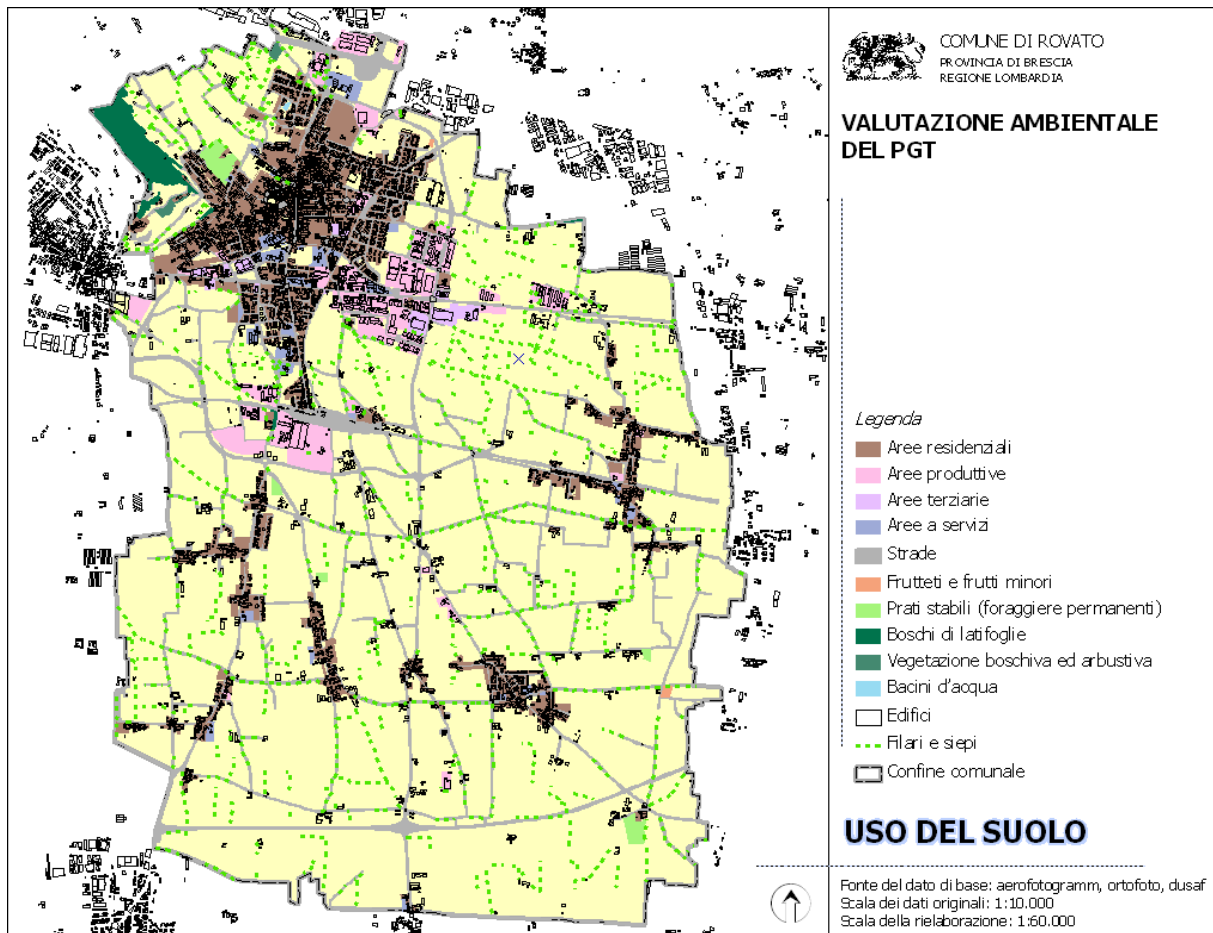 COMUNE DI ROVATO
PROVINCIA DI BRESCIA
REGIONE LOMBARDIA
VALUTAZIONE AMBIENTALE
DEL PGT
Legenda
Aree residenziali
Aree produttive
Aree terziarie
Aree a servizi
Strade
Frutteti e frutti minori
Prati stabili (foraggiere permanenti)
Boschi di latifoglie
Vegetazione boschiva ed arbustiva
Bacini d'acqua
Edifici
Filari e siepi
Confine comunale
USO DEL SUOLO
Fonte del dato di base: aerofotogramm, ortofoto, dusaf
Scala dei dati originali: 1:10.000
Scala della rielaborazione: 1:60.000